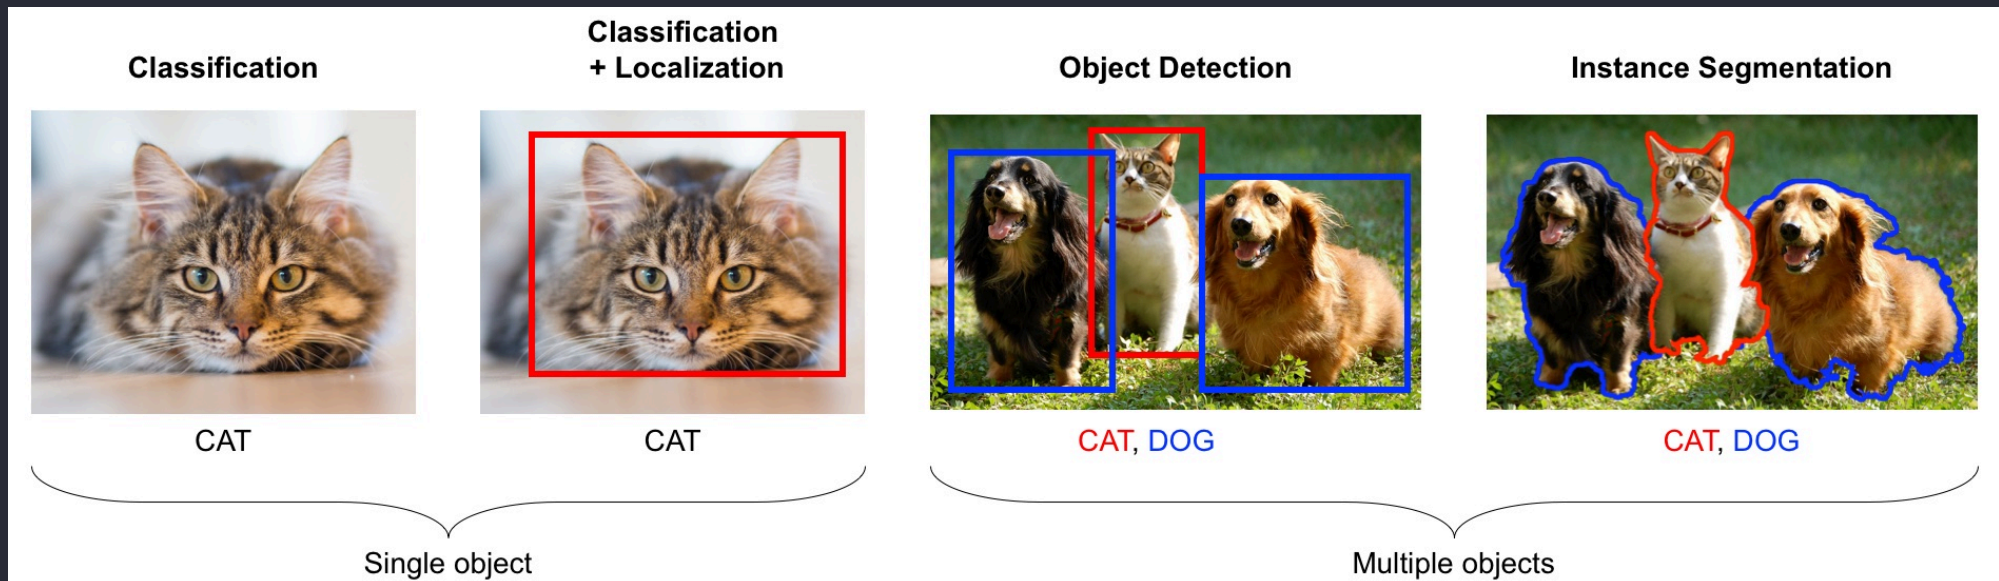 Classification
Classification
+ Localization
Object Detection
Instance Segmentation
CAT
CAT
CAT, DOG
CAT, DOG
Single object
Multiple objects